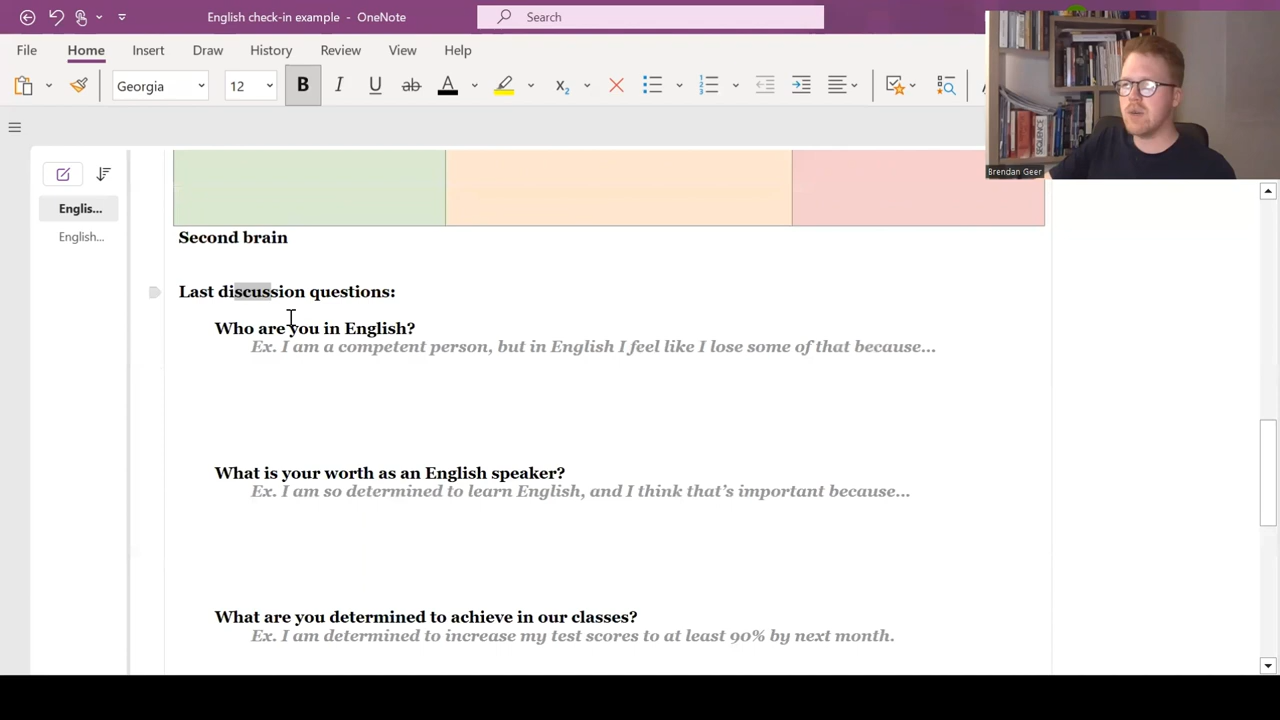 English check-in example - OneNote
Search
File Home Insert Draw History Review View Help
Georgia 12 B I U ab A x₂
Brendan Geer
Englis...
English...
Second brain
Last discussion questions:
Who are you in English?
Ex. I am a competent person, but in English I feel like I lose some of that because...
What is your worth as an English speaker?
Ex. I am so determined to learn English, and I think that's important because...
What are you determined to achieve in our classes?
Ex. I am determined to increase my test scores to at least 90% by next month.